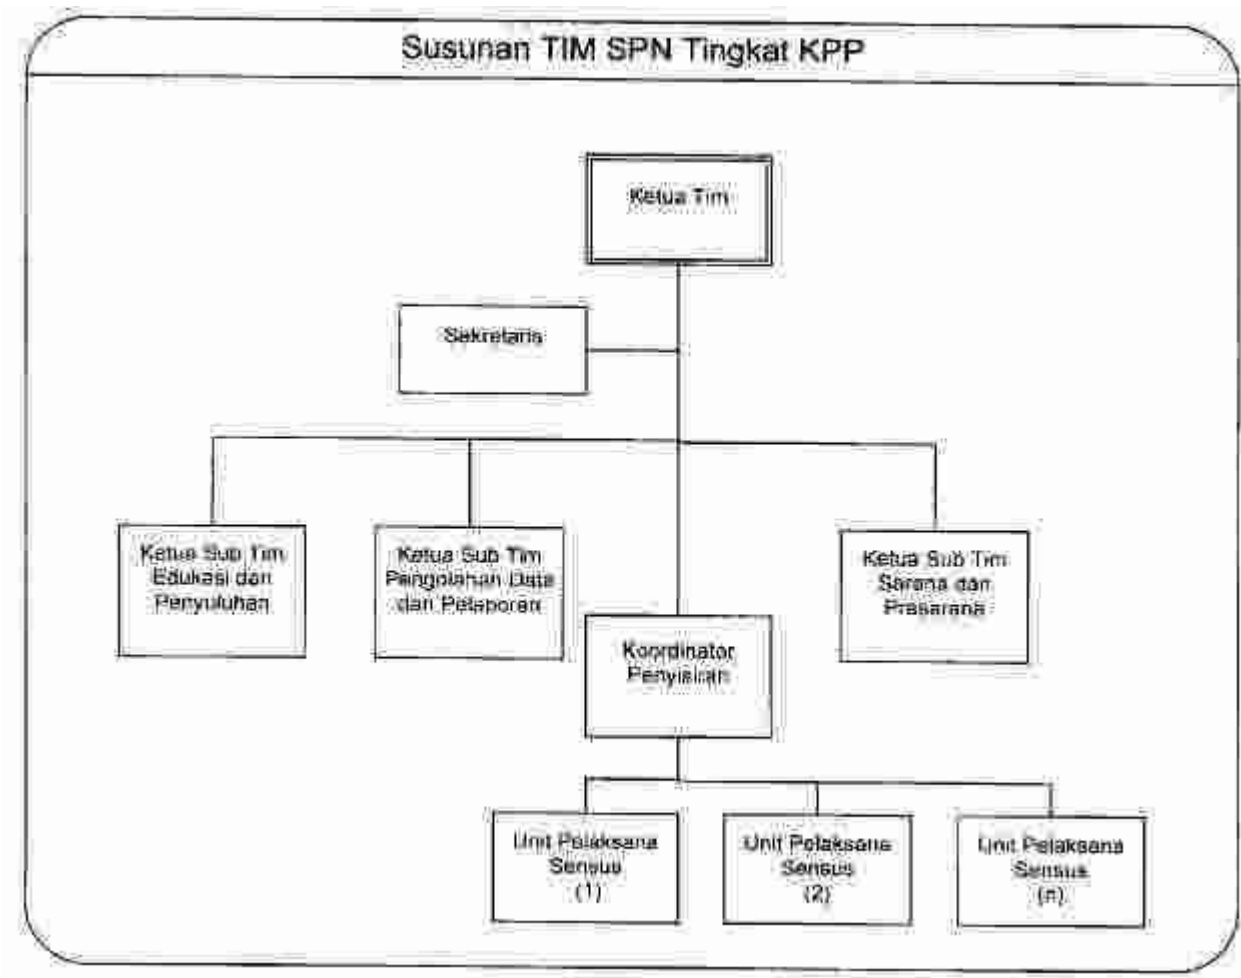 Susunan TIM SPN Tingkat KPP
Ketua Tim
Sekretaris
Ketua Sub Tim
Edukasi dan
Penyuluhan
Ketua Sub Tim
Pengolahan Data
dan Pelaporan
Ketua Sub Tim
Sarana dan
Prasarana
Koordinator
Penyisiran
Unit Pelaksana
Sensus
(1)
Unit Pelaksana
Sensus
(2)
Unit Pelaksana
Sensus
(n)